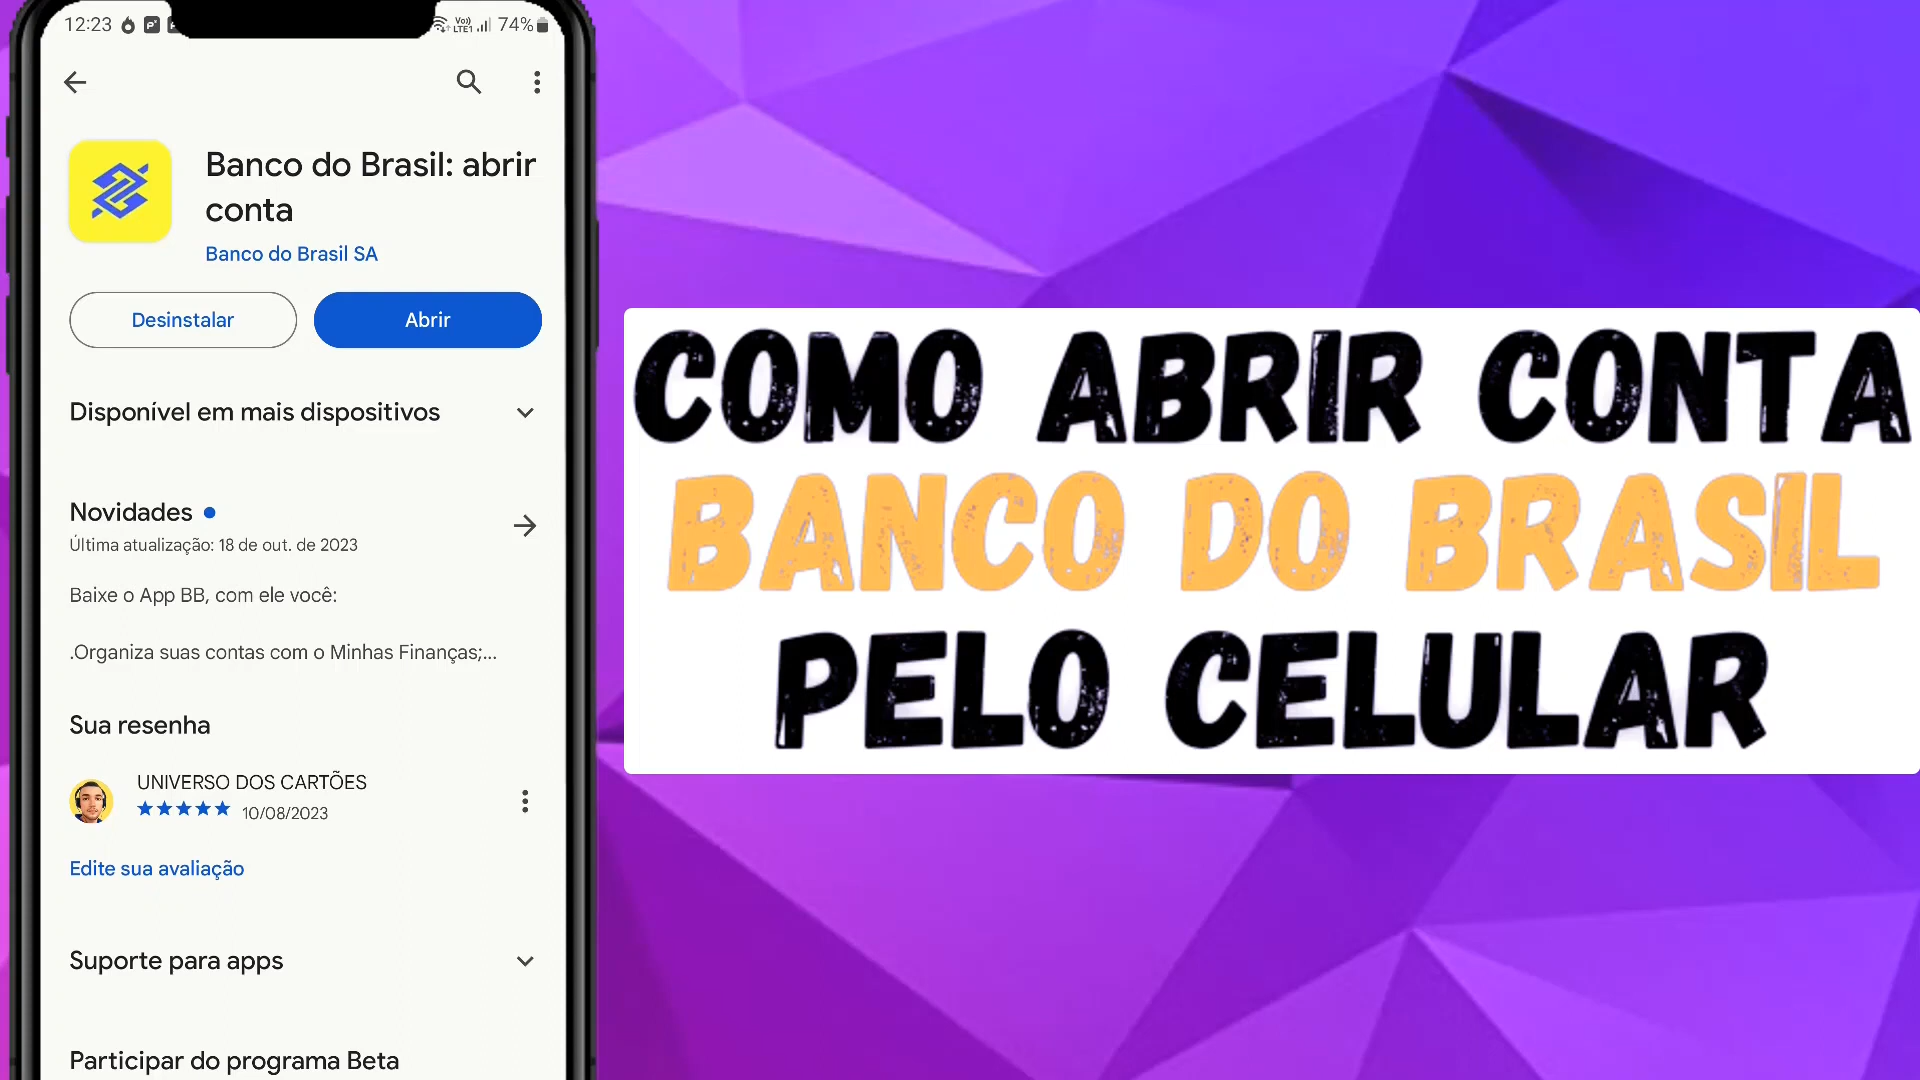 12:23
Vo))
LTE1
74%
Banco do Brasil: abrir
conta
Banco do Brasil SA
Desinstalar
Abrir
Disponível em mais dispositivos
Novidades
Última atualização: 18 de out. de 2023
Baixe o App BB, com ele você:
.Organiza suas contas com o Minhas Finanças;...
Sua resenha
UNIVERSO DOS CARTÕES
10/08/2023
Edite sua avaliação
Suporte para apps
Participar do programa Beta
COMO ABRIR CONTA
BANCO DO BRASIL
PELO CELULAR